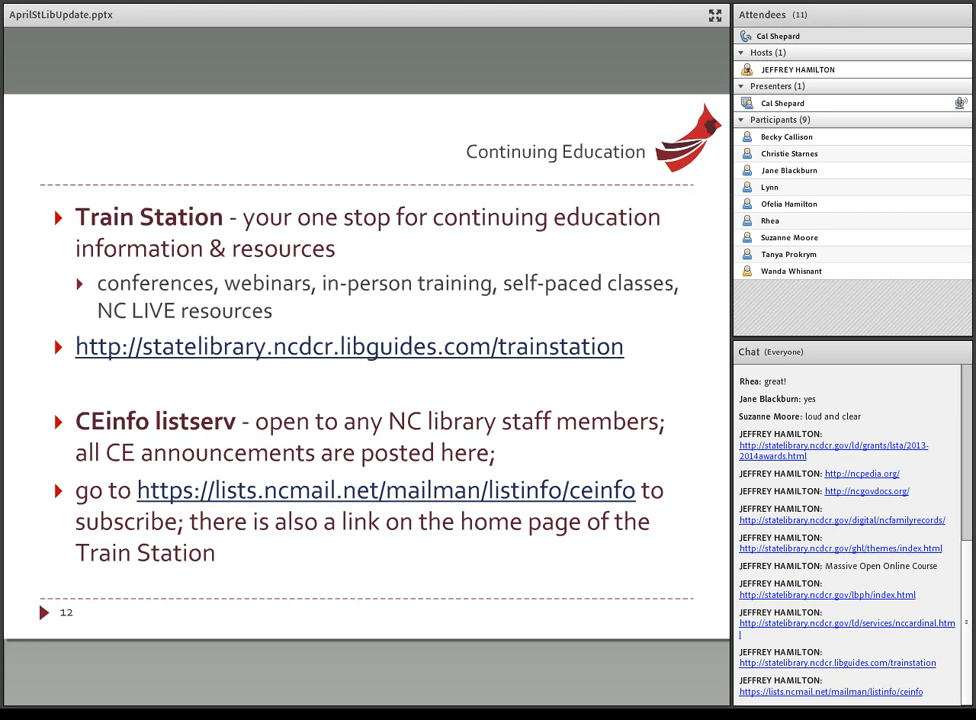 AprilStLibUpdate.pptx
Continuing Education
Train Station - your one stop for continuing education
information & resources
conferences, webinars, in-person training, self-paced classes,
NC LIVE resources
http://statelibrary.ncdcr.libguides.com/trainstation
CEinfo listserv - open to any NC library staff members;
all CE announcements are posted here;
go to https://lists.ncmail.net/mailman/listinfo/ceinfo to
subscribe; there is also a link on the home page of the
Train Station
12
Attendees (11)
Cal Shepard
Hosts (1)
JEFFREY HAMILTON
Presenters (1)
Cal Shepard
Participants (9)
Becky Callison
Christie Starnes
Jane Blackburn
Lynn
Ofelia Hamilton
Rhea
Suzanne Moore
Tanya Prokrym
Wanda Whisnant
Chat (Everyone)
Rhea: great!
Jane Blackburn: yes
Suzanne Moore: loud and clear
JEFFREY HAMILTON:
http://statelibrary.ncdcr.gov/ld/grants/lsta/2013-
2014awards.html
JEFFREY HAMILTON: http://ncpedia.org/
JEFFREY HAMILTON: http://ncgovdocs.org/
JEFFREY HAMILTON:
http://statelibrary.ncdcr.gov/digital/ncfamilyrecords/
JEFFREY HAMILTON:
http://statelibrary.ncdcr.gov/ghl/themes/index.html
JEFFREY HAMILTON: Massive Open Online Course
JEFFREY HAMILTON:
http://statelibrary.ncdcr.gov/lbph/index.html
JEFFREY HAMILTON:
http://statelibrary.ncdcr.gov/ld/services/nccardinal.htm
l
JEFFREY HAMILTON:
http://statelibrary.ncdcr.libguides.com/trainstation
JEFFREY HAMILTON:
https://lists.ncmail.net/mailman/listinfo/ceinfo